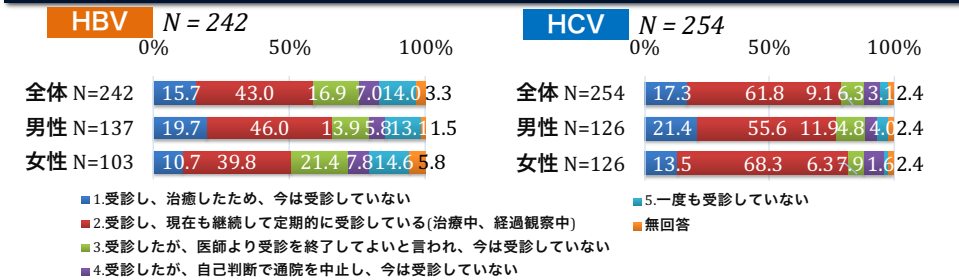 HBV N = 242
0% 50% 100%
全体 N=242 15.7 43.0 16.9 7.0 14.0 3.3
男性 N=137 19.7 46.0 13.9 5.8 13.1 1.5
女性 N=103 10.7 39.8 21.4 7.8 14.6 5.8
HCV N = 254
0% 50% 100%
全体 N=254 17.3 61.8 9.1 6.3 3.1 2.4
男性 N=126 21.4 55.6 11.9 4.8 4.0 2.4
女性 N=126 13.5 68.3 6.3 7.9 1.6 2.4
1.受診し、治癒したため、今は受診していない
2.受診し、現在も継続して定期的に受診している(治療中、経過観察中)
3.受診したが、医師より受診を終了してよいと言われ、今は受診していない
4.受診したが、自己判断で通院を中止し、今は受診していない
5.一度も受診していない
無回答